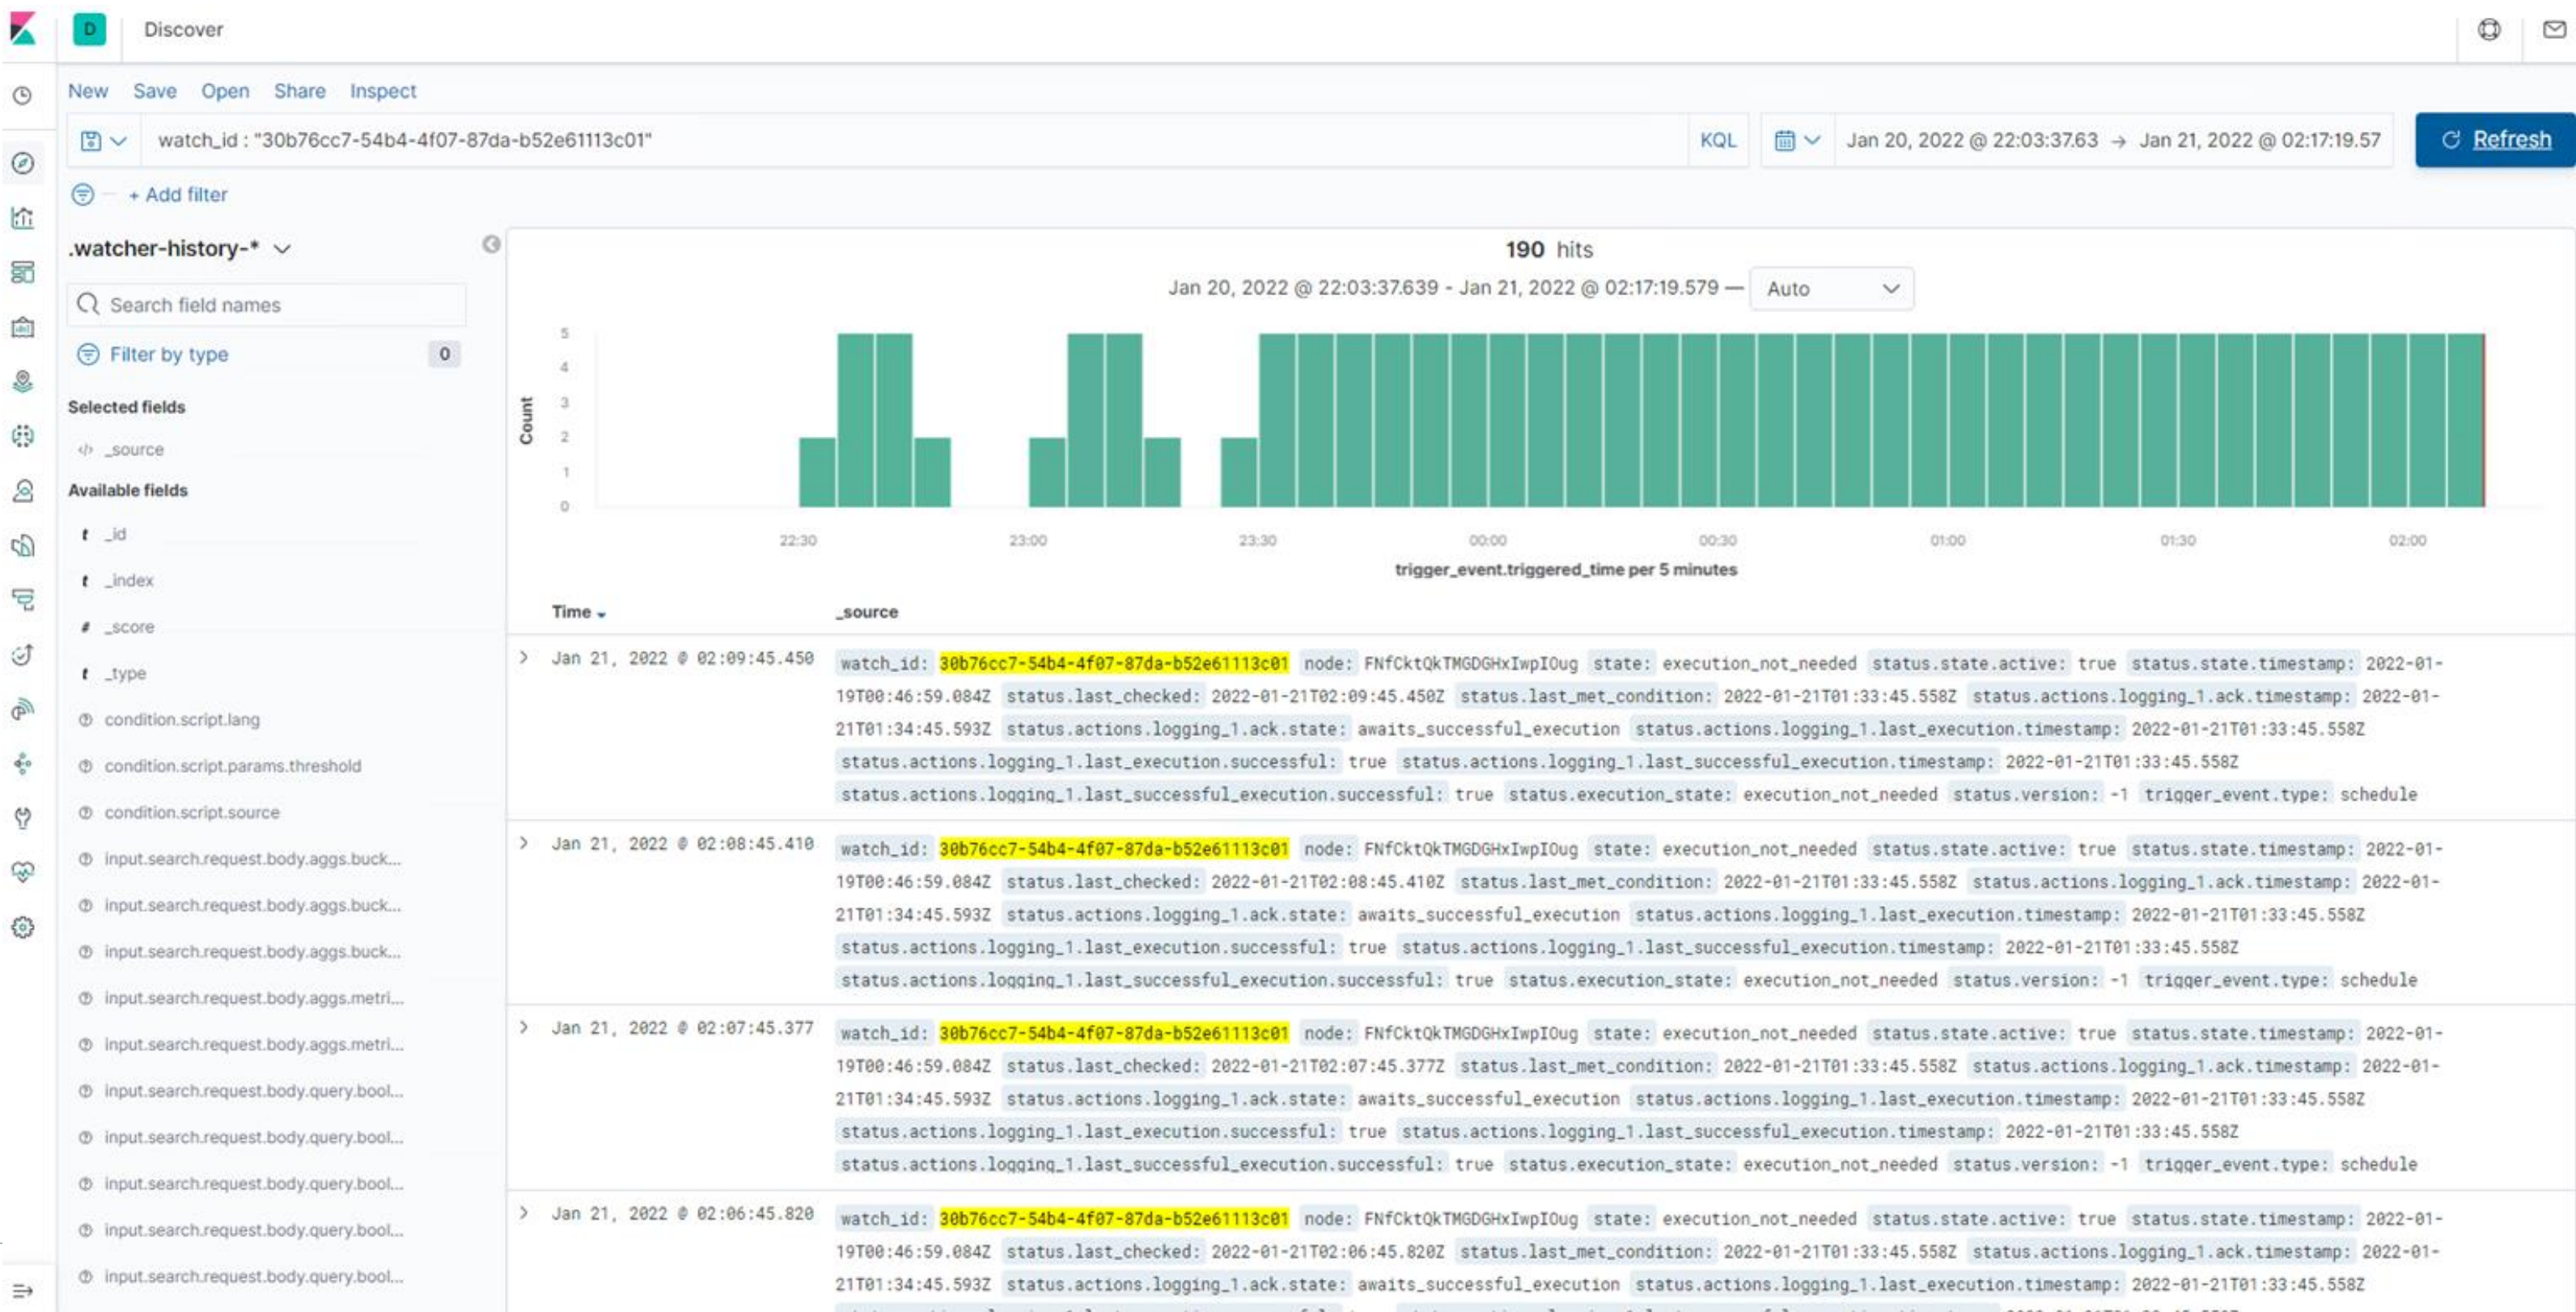 D Discover
New Save Open Share Inspect
watch_id : "30b76cc7-54b4-4f07-87da-b52e61113c01" KQL Jan 20, 2022 @ 22:03:37.63 → Jan 21, 2022 @ 02:17:19.57 Refresh
+ Add filter
.watcher-history-*
Search field names
Filter by type 0
Selected fields
</> _source
Available fields
t _id
t _index
# _score
t _type
condition.script.lang
condition.script.params.threshold
condition.script.source
input.search.request.body.aggs.buck...
input.search.request.body.aggs.buck...
input.search.request.body.aggs.buck...
input.search.request.body.aggs.metri...
input.search.request.body.aggs.metri...
input.search.request.body.query.bool...
input.search.request.body.query.bool...
input.search.request.body.query.bool...
input.search.request.body.query.bool...
input.search.request.body.query.bool...
190 hits
Jan 20, 2022 @ 22:03:37.639 - Jan 21, 2022 @ 02:17:19.579 — Auto
Count
5
4
3
2
1
0
22:30 23:00 23:30 00:00 00:30 01:00 01:30 02:00
trigger_event.triggered_time per 5 minutes
Time _source
Jan 21, 2022 @ 02:09:45.450 watch_id: 30b76cc7-54b4-4f07-87da-b52e61113c01 node: FNfCktQkTMGDGHxIwpIOug state: execution_not_needed status.state.active: true status.state.timestamp: 2022-01-
19T00:46:59.084Z status.last_checked: 2022-01-21T02:09:45.450Z status.last_met_condition: 2022-01-21T01:33:45.558Z status.actions.logging_1.ack.timestamp: 2022-01-
21T01:34:45.593Z status.actions.logging_1.ack.state: awaits_successful_execution status.actions.logging_1.last_execution.timestamp: 2022-01-21T01:33:45.558Z
status.actions.logging_1.last_execution.successful: true status.actions.logging_1.last_successful_execution.timestamp: 2022-01-21T01:33:45.558Z
status.actions.logging_1.last_successful_execution.successful: true status.execution_state: execution_not_needed status.version: -1 trigger_event.type: schedule
Jan 21, 2022 @ 02:08:45.410 watch_id: 30b76cc7-54b4-4f07-87da-b52e61113c01 node: FNfCktQkTMGDGHxIwpIOug state: execution_not_needed status.state.active: true status.state.timestamp: 2022-01-
19T00:46:59.084Z status.last_checked: 2022-01-21T02:08:45.410Z status.last_met_condition: 2022-01-21T01:33:45.558Z status.actions.logging_1.ack.timestamp: 2022-01-
21T01:34:45.593Z status.actions.logging_1.ack.state: awaits_successful_execution status.actions.logging_1.last_execution.timestamp: 2022-01-21T01:33:45.558Z
status.actions.logging_1.last_execution.successful: true status.actions.logging_1.last_successful_execution.timestamp: 2022-01-21T01:33:45.558Z
status.actions.logging_1.last_successful_execution.successful: true status.execution_state: execution_not_needed status.version: -1 trigger_event.type: schedule
Jan 21, 2022 @ 02:07:45.377 watch_id: 30b76cc7-54b4-4f07-87da-b52e61113c01 node: FNfCktQkTMGDGHxIwpIOug state: execution_not_needed status.state.active: true status.state.timestamp: 2022-01-
19T00:46:59.084Z status.last_checked: 2022-01-21T02:07:45.377Z status.last_met_condition: 2022-01-21T01:33:45.558Z status.actions.logging_1.ack.timestamp: 2022-01-
21T01:34:45.593Z status.actions.logging_1.ack.state: awaits_successful_execution status.actions.logging_1.last_execution.timestamp: 2022-01-21T01:33:45.558Z
status.actions.logging_1.last_execution.successful: true status.actions.logging_1.last_successful_execution.timestamp: 2022-01-21T01:33:45.558Z
status.actions.logging_1.last_successful_execution.successful: true status.execution_state: execution_not_needed status.version: -1 trigger_event.type: schedule
Jan 21, 2022 @ 02:06:45.820 watch_id: 30b76cc7-54b4-4f07-87da-b52e61113c01 node: FNfCktQkTMGDGHxIwpIOug state: execution_not_needed status.state.active: true status.state.timestamp: 2022-01-
19T00:46:59.084Z status.last_checked: 2022-01-21T02:06:45.820Z status.last_met_condition: 2022-01-21T01:33:45.558Z status.actions.logging_1.ack.timestamp: 2022-01-
21T01:34:45.593Z status.actions.logging_1.ack.state: awaits_successful_execution status.actions.logging_1.last_execution.timestamp: 2022-01-21T01:33:45.558Z